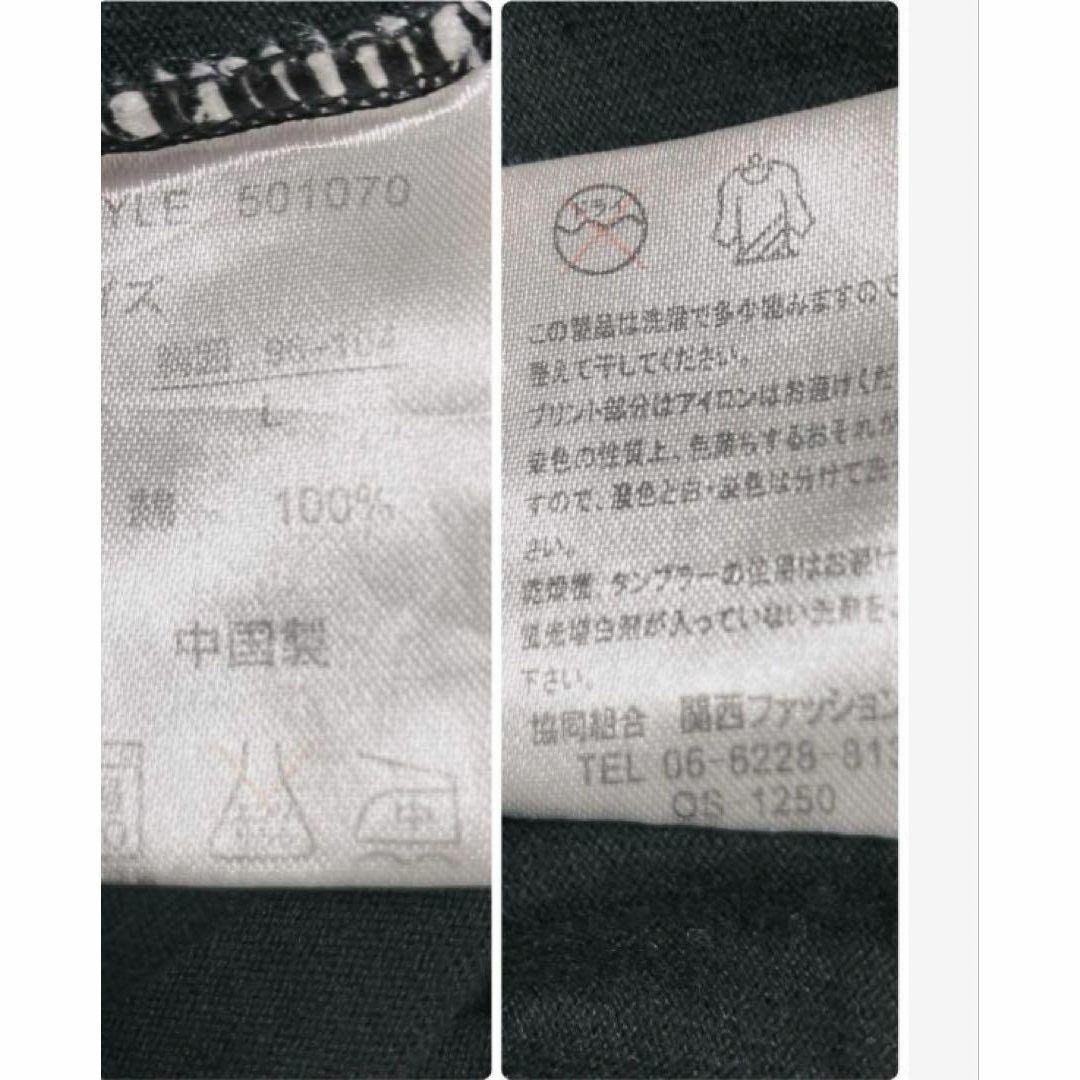 YLE 501070
イズ
胸囲 96-104
L
綿 100%
中国製
中
ドライ
この製品は洗濯で多少縮みますので
整えて干してください。
プリント部分はアイロンはお避けくだ
染色の性質上、色落ちするおそれが
すので、濃色と白・淡色は分けて洗
さい。
乾燥機、タンブラーの使用はお避け
蛍光増白剤が入っていない洗剤を
下さい。
協同組合 関西ファッション
TEL 06-6228-813
OS 1250